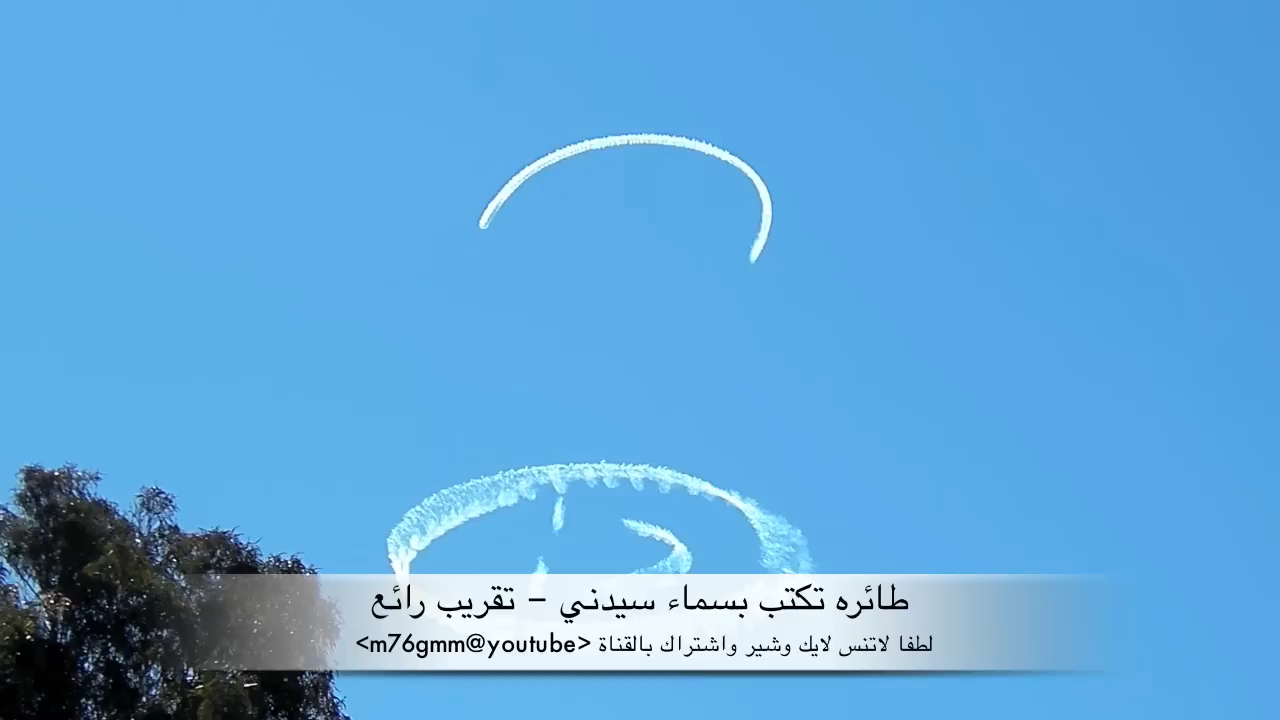 طائره تكتب بسماء سيدني – تقريب رائع
لطفا لاتنس لايك وشير واشتراك بالقناة <m76gmm@youtube>